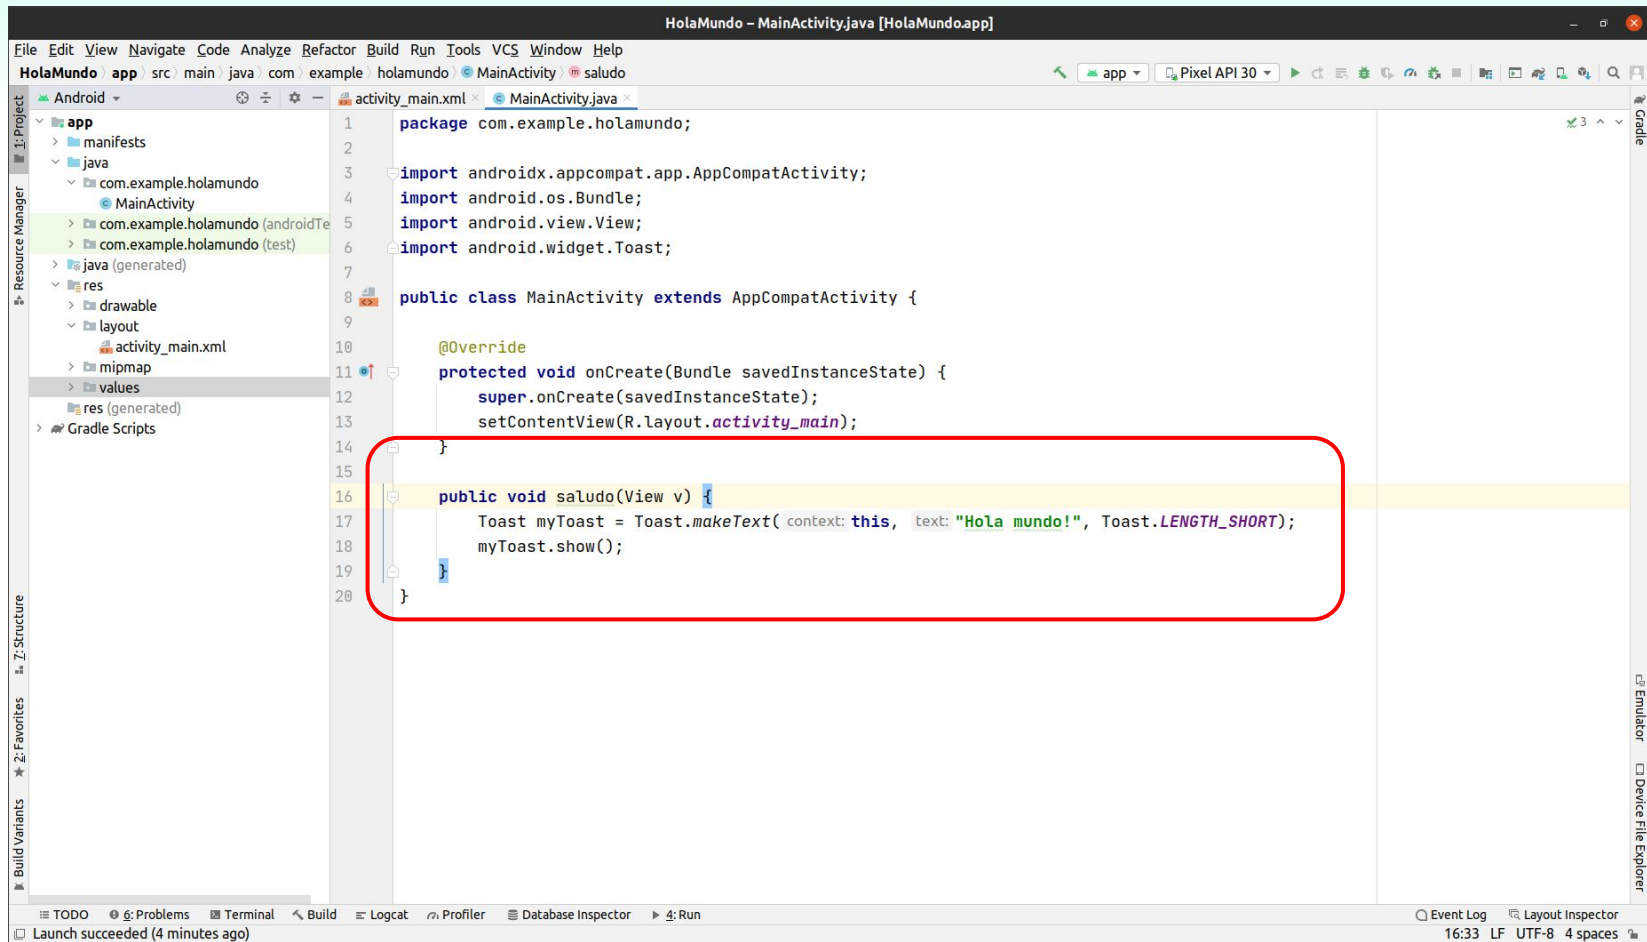 HolaMundo – MainActivity.java [HolaMundo.app]
File Edit View Navigate Code Analyze Refactor Build Run Tools VCS Window Help
HolaMundo app src main java com example holamundo MainActivity saludo
app Pixel API 30
1: Project
Resource Manager
Android
app
manifests
java
com.example.holamundo
MainActivity
com.example.holamundo (androidTe
com.example.holamundo (test)
java (generated)
res
drawable
layout
activity_main.xml
mipmap
values
res (generated)
Gradle Scripts
activity_main.xml MainActivity.java
3
1 package com.example.holamundo;
2
3 import androidx.appcompat.app.AppCompatActivity;
4 import android.os.Bundle;
5 import android.view.View;
6 import android.widget.Toast;
7
8 public class MainActivity extends AppCompatActivity {
9
10 @Override
11 protected void onCreate(Bundle savedInstanceState) {
12 super.onCreate(savedInstanceState);
13 setContentView(R.layout.activity_main);
14 }
15
16 public void saludo(View v) {
17 Toast myToast = Toast.makeText( context: this, text: "Hola mundo!", Toast.LENGTH_SHORT);
18 myToast.show();
19 }
20 }
Gradle
Emulator
Device File Explorer
7: Structure
2: Favorites
Build Variants
TODO 6: Problems Terminal Build Logcat Profiler Database Inspector 4: Run Event Log Layout Inspector
Launch succeeded (4 minutes ago) 16:33 LF UTF-8 4 spaces